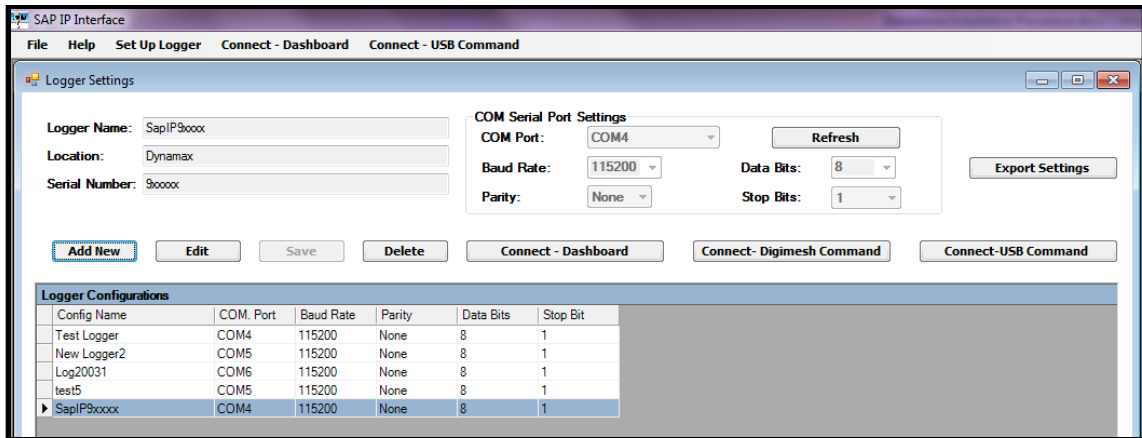 SAP IP Interface
File Help Set Up Logger Connect - Dashboard Connect - USB Command
Logger Settings
Logger Name: SapIP9xxxx
Location: Dynamax
Serial Number: 9xxxxx
COM Serial Port Settings
COM Port: COM4 Refresh
Baud Rate: 115200 Data Bits: 8
Parity: None Stop Bits: 1
Export Settings
Add New Edit Save Delete Connect - Dashboard Connect- Digimesh Command Connect-USB Command
Logger Configurations
Config Name COM. Port Baud Rate Parity Data Bits Stop Bit
Test Logger COM4 115200 None 8 1
New Logger2 COM5 115200 None 8 1
Log20031 COM6 115200 None 8 1
test5 COM5 115200 None 8 1
SapIP9xxxx COM4 115200 None 8 1